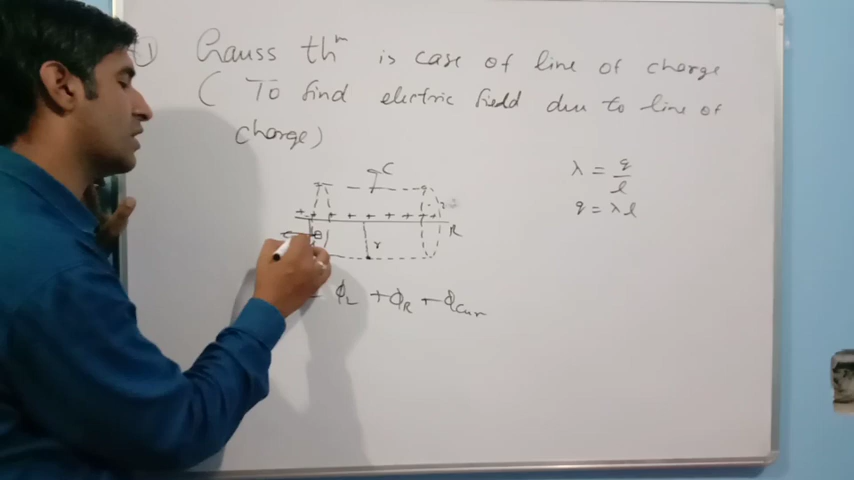 1) Gauss thm is case of line of charge
( To find electric field due to line of
charge)
C
λ = q/l
q = λl
+ + + + + + + +
R
θ
r
= ϕL + ϕR + ϕcur